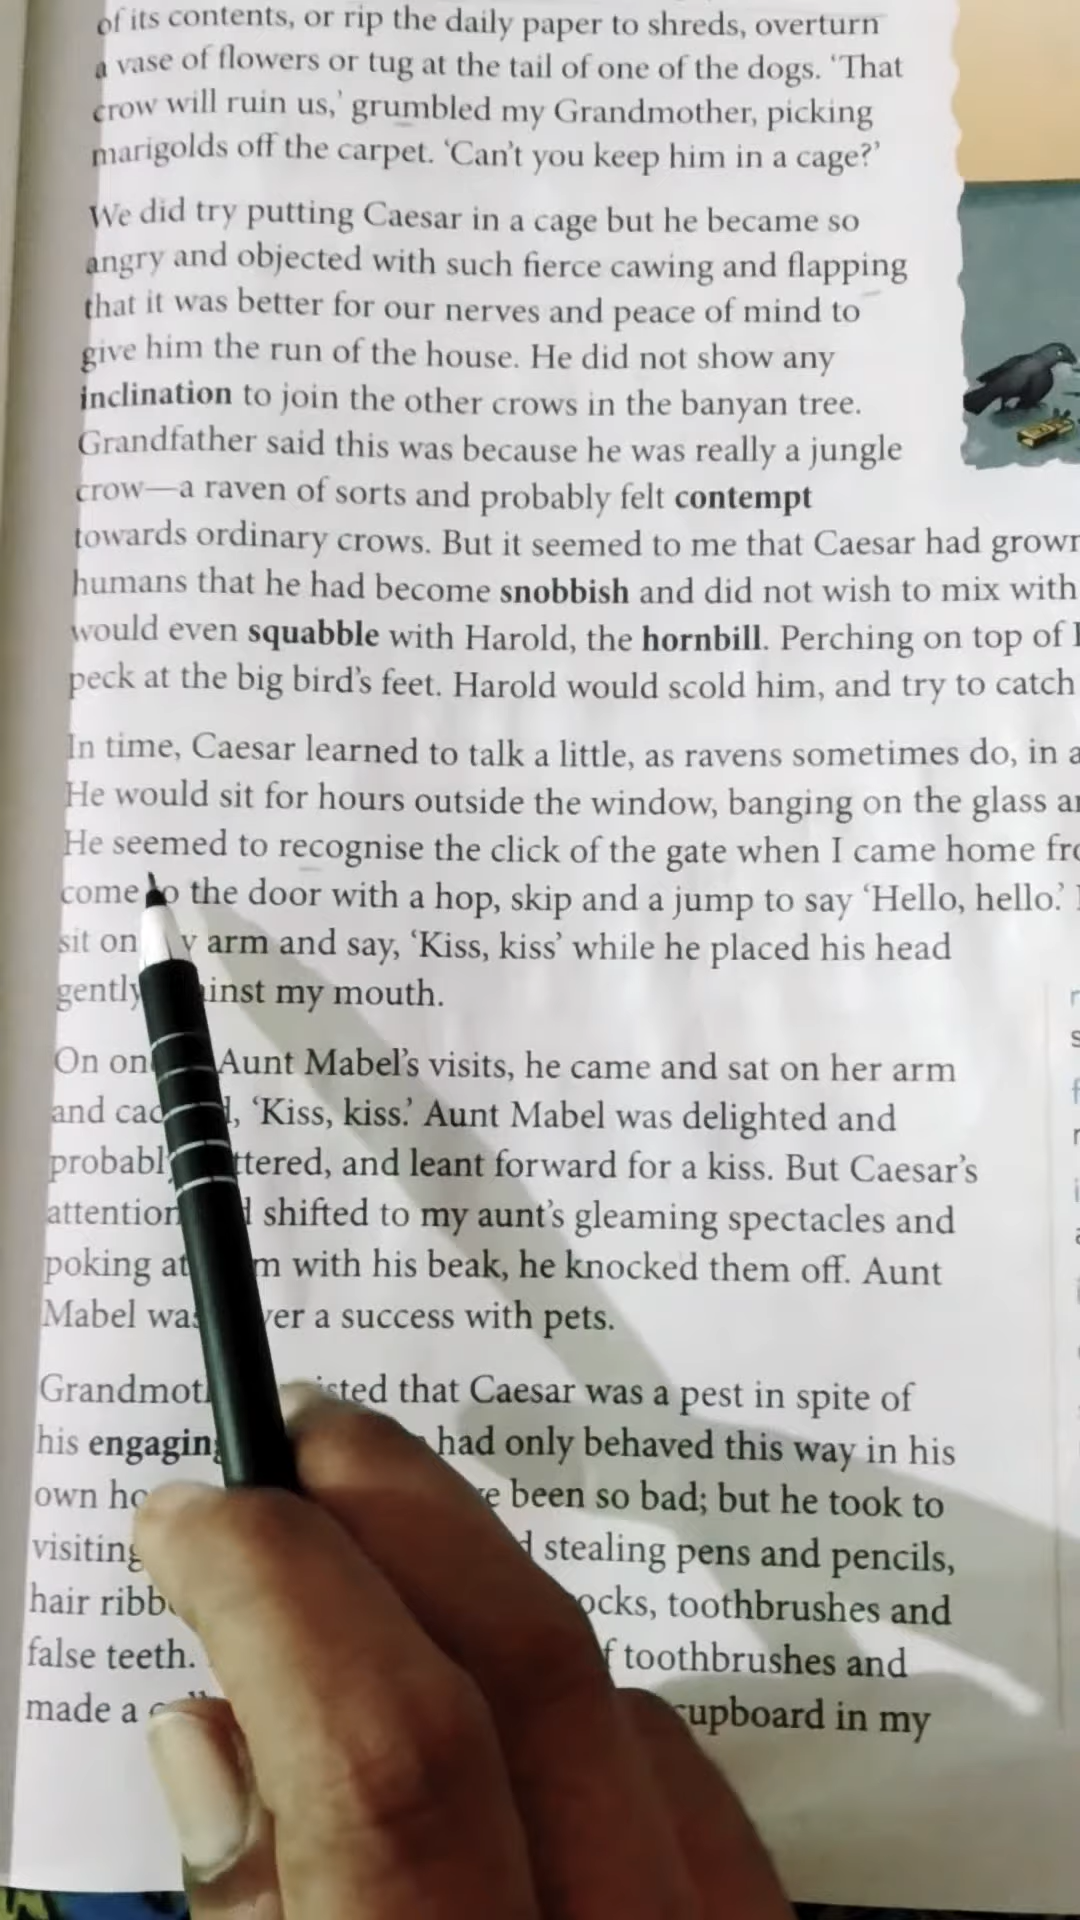 of its contents, or rip the daily paper to shreds, overturn
a vase of flowers or tug at the tail of one of the dogs. ‘That
crow will ruin us,’ grumbled my Grandmother, picking
marigolds off the carpet. ‘Can’t you keep him in a cage?’
We did try putting Caesar in a cage but he became so
angry and objected with such fierce cawing and flapping
that it was better for our nerves and peace of mind to
give him the run of the house. He did not show any
inclination to join the other crows in the banyan tree.
Grandfather said this was because he was really a jungle
crow—a raven of sorts and probably felt contempt
towards ordinary crows. But it seemed to me that Caesar had grown
humans that he had become snobbish and did not wish to mix with
would even squabble with Harold, the hornbill. Perching on top of
peck at the big bird’s feet. Harold would scold him, and try to catch
In time, Caesar learned to talk a little, as ravens sometimes do, in a
He would sit for hours outside the window, banging on the glass
He seemed to recognise the click of the gate when I came home
come to the door with a hop, skip and a jump to say ‘Hello, hello.’
sit on arm and say, ‘Kiss, kiss’ while he placed his head
gently my mouth.
On Aunt Mabel’s visits, he came and sat on her arm
and ‘Kiss, kiss.’ Aunt Mabel was delighted and
and leant forward for a kiss. But Caesar’s
attention shifted to my aunt’s gleaming spectacles and
poking at with his beak, he knocked them off. Aunt
Mabel a success with pets.
that Caesar was a pest in spite of
his had only behaved this way in his
own been so bad; but he took to
visiting stealing pens and pencils,
hair toothbrushes and
false teeth. toothbrushes and
made a cupboard in my